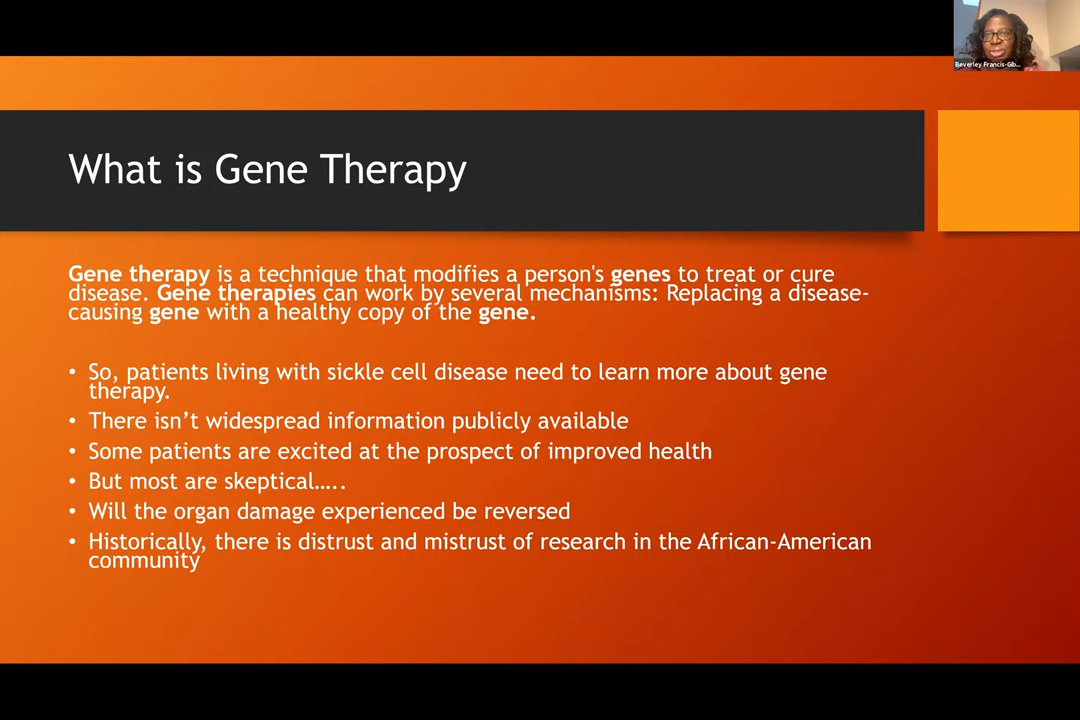 Beverley Francis-Gib...
What is Gene Therapy
Gene therapy is a technique that modifies a person's genes to treat or cure
disease. Gene therapies can work by several mechanisms: Replacing a disease-
causing gene with a healthy copy of the gene.
• So, patients living with sickle cell disease need to learn more about gene
therapy.
• There isn’t widespread information publicly available
• Some patients are excited at the prospect of improved health
• But most are skeptical…..
• Will the organ damage experienced be reversed
• Historically, there is distrust and mistrust of research in the African-American
community